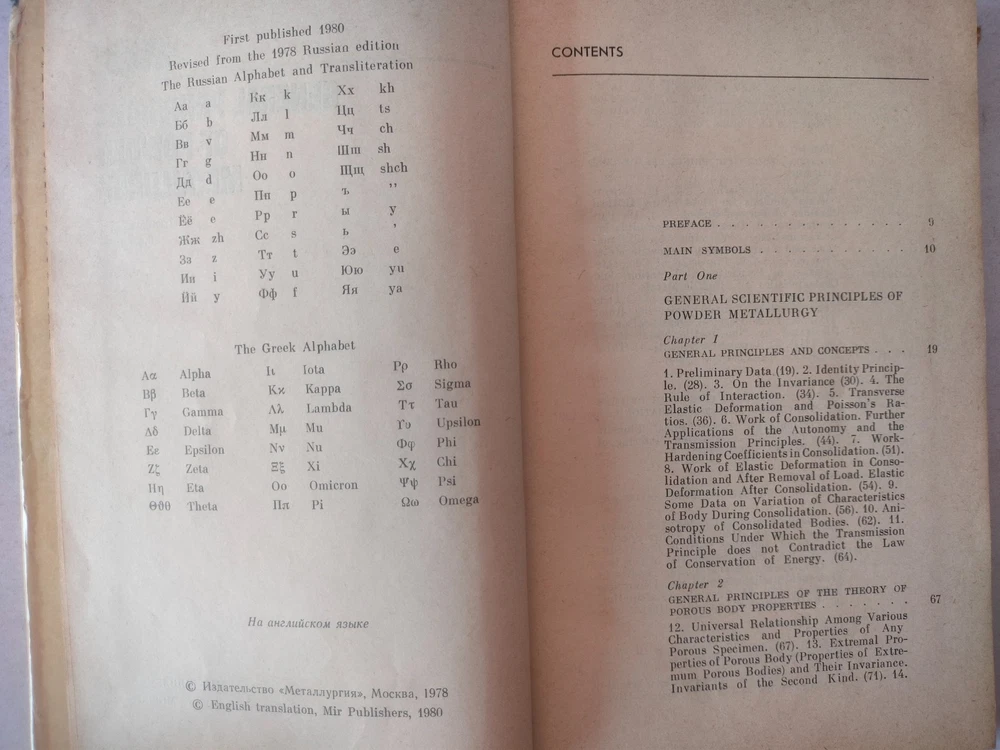 First published 1980
Revised from the 1978 Russian edition
The Russian Alphabet and Transliteration
Аа a Кк k Хх kh
Бб b Лл l Цц ts
Вв v Мм m Чч ch
Гг g Нн n Шш sh
Дд d Оо o Щщ shch
Ее e Пп p ъ ″
Ёё e Рр r ы y
Жж zh Сс s ь ′
Зз z Тт t Ээ e
Ии i Уу u Юю yu
Йй y Фф f Яя ya
The Greek Alphabet
Αα Alpha Ιι Iota Ρρ Rho
Ββ Beta Κκ Kappa Σσ Sigma
Γγ Gamma Λλ Lambda Ττ Tau
Δδ Delta Μμ Mu Υυ Upsilon
Εε Epsilon Νν Nu Φφ Phi
Ζζ Zeta Ξξ Xi Χχ Chi
Ηη Eta Οο Omicron Ψψ Psi
Θθϑ Theta Ππ Pi Ωω Omega
На английском языке
© Издательство «Металлургия», Москва, 1978
© English translation, Mir Publishers, 1980
CONTENTS
PREFACE . . . . . . . . . . . . . . 9
MAIN SYMBOLS . . . . . . . . . . . 10
Part One
GENERAL SCIENTIFIC PRINCIPLES OF
POWDER METALLURGY
Chapter 1
GENERAL PRINCIPLES AND CONCEPTS . . . 19
1. Preliminary Data (19). 2. Identity Princip-
le. (28). 3. On the Invariance (30). 4. The
Rule of Interaction. (34). 5. Transverse
Elastic Deformation and Poisson's Ra-
tios. (36). 6. Work of Consolidation. Further
Applications of the Autonomy and the
Transmission Principles. (44). 7. Work-
Hardening Coefficients in Consolidation. (51).
8. Work of Elastic Deformation in Conso-
lidation and After Removal of Load. Elastic
Deformation After Consolidation. (54). 9.
Some Data on Variation of Characteristics
of Body During Consolidation. (56). 10. Ani-
sotropy of Consolidated Bodies. (62). 11.
Conditions Under Which the Transmission
Principle does not Contradict the Law
of Conservation of Energy. (64).
Chapter 2
GENERAL PRINCIPLES OF THE THEORY OF
POROUS BODY PROPERTIES . . . . . . . 67
12. Universal Relationship Among Various
Characteristics and Properties of Any
Porous Specimen. (67). 13. Extremal Pro-
perties of Porous Body (Properties of Extre-
mum Porous Bodies) and Their Invariance.
Invariants of the Second Kind. (71). 14.